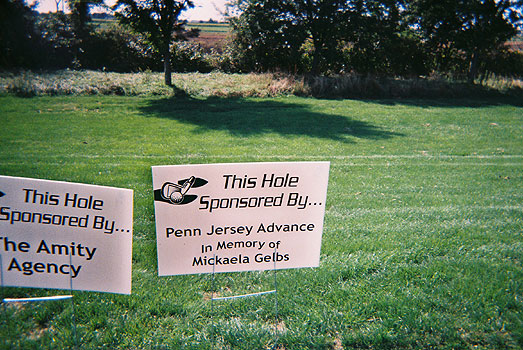 This Hole
Sponsored By...
The Amity
Agency
This Hole
Sponsored By...
Penn Jersey Advance
In Memory of
Mickaela Gelbs